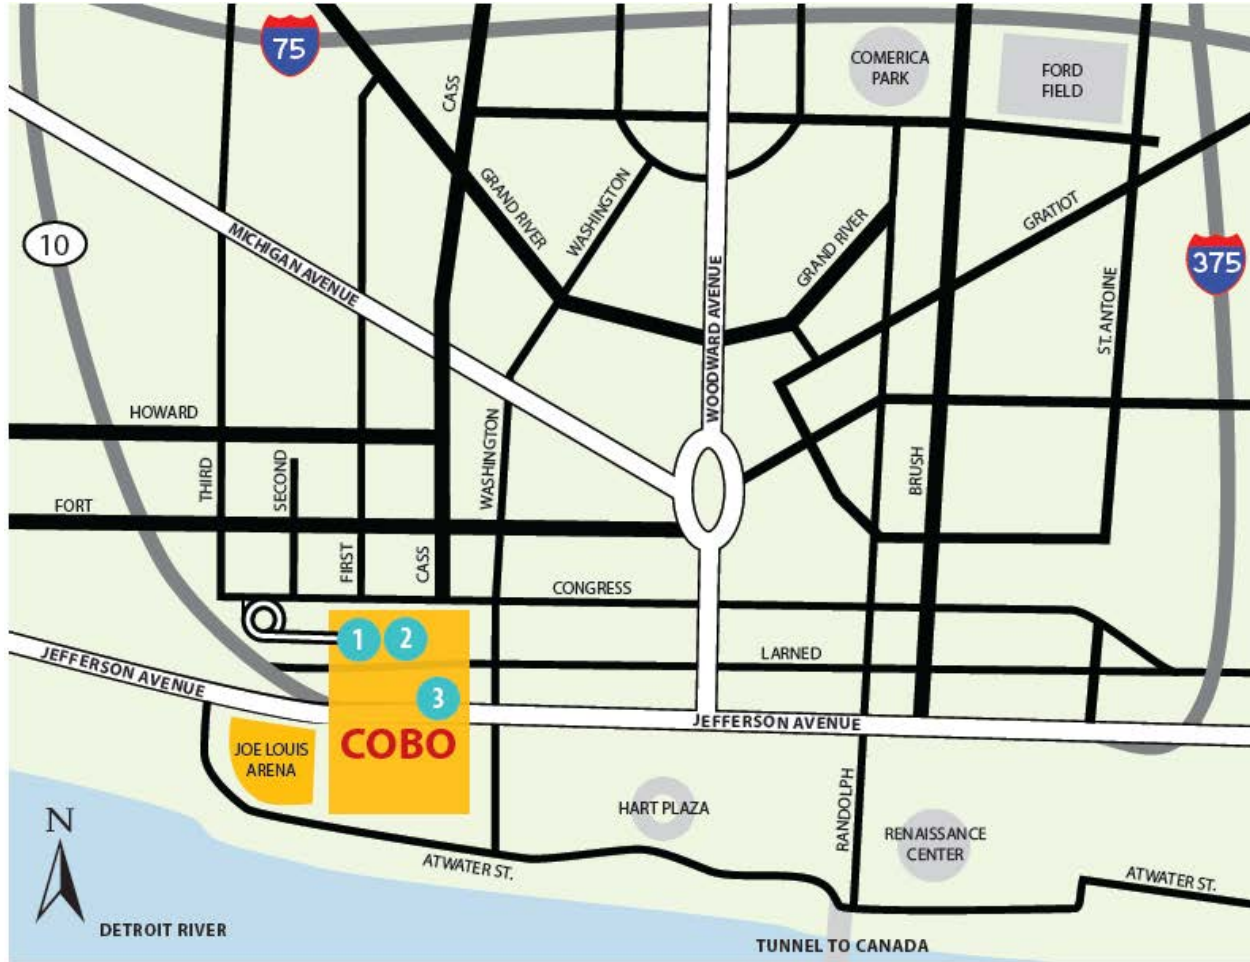 75
CASS
COMERICA
PARK
FORD
FIELD
GRAND RIVER
WASHINGTON
GRAND RIVER
GRATIOT
10
MICHIGAN AVENUE
WOODWARD AVENUE
375
ST. ANTOINE
HOWARD
THIRD
SECOND
WASHINGTON
BRUSH
FORT
FIRST
CASS
CONGRESS
1
2
LARNED
JEFFERSON AVENUE
3
JEFFERSON AVENUE
COBO
JOE LOUIS
ARENA
HART PLAZA
RANDOLPH
RENAISSANCE
CENTER
N
ATWATER ST.
ATWATER ST.
DETROIT RIVER
TUNNEL TO CANADA